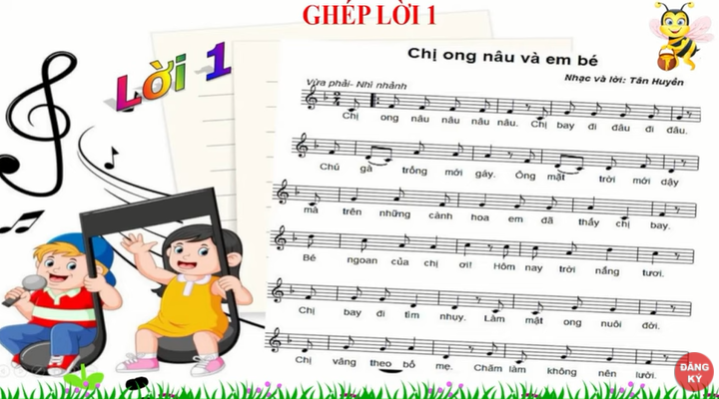 GHÉP LỜI 1
Lời 1
Chị ong nâu và em bé
Nhạc và lời: Tân Huyền
Vừa phải- Nhí nhảnh
Chị ong nâu nâu nâu nâu. Chị bay đi đâu đi đâu.
Chú gà trống mới gáy. Ông mặt trời mới dậy
mà trên những cành hoa em đã thấy chị bay.
Bé ngoan của chị ơi! Hôm nay trời nắng tươi.
Chị bay đi tìm nhụy. Làm mật ong nuôi đời.
Chị vâng theo bố mẹ. Chăm làm không nên lười.
ĐĂNG
KÝ